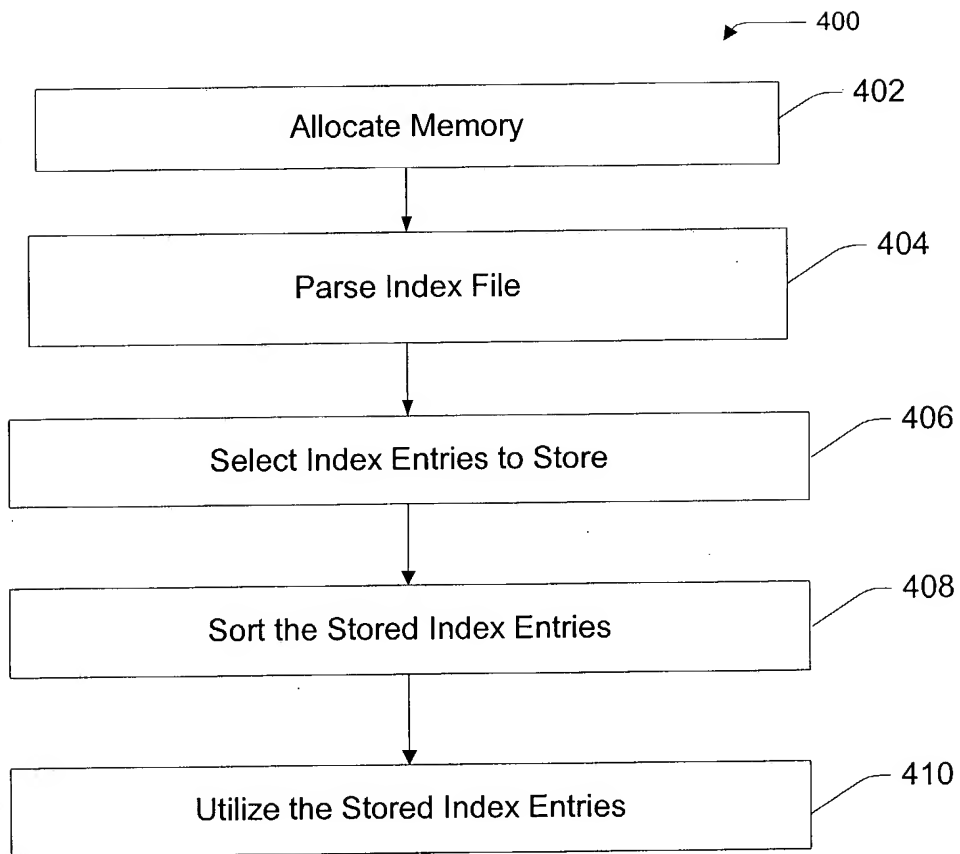 400
402
Allocate Memory
404
Parse Index File
406
Select Index Entries to Store
408
Sort the Stored Index Entries
410
Utilize the Stored Index Entries